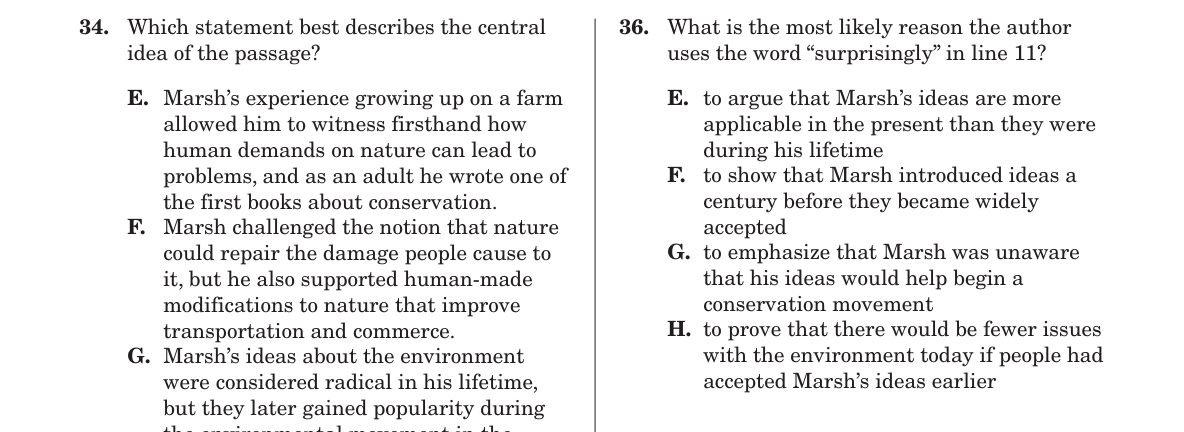 34. Which statement best describes the central
idea of the passage?
E. Marsh’s experience growing up on a farm
allowed him to witness firsthand how
human demands on nature can lead to
problems, and as an adult he wrote one of
the first books about conservation.
F. Marsh challenged the notion that nature
could repair the damage people cause to
it, but he also supported human-made
modifications to nature that improve
transportation and commerce.
G. Marsh’s ideas about the environment
were considered radical in his lifetime,
but they later gained popularity during
the environmental movement in the
36. What is the most likely reason the author
uses the word “surprisingly” in line 11?
E. to argue that Marsh’s ideas are more
applicable in the present than they were
during his lifetime
F. to show that Marsh introduced ideas a
century before they became widely
accepted
G. to emphasize that Marsh was unaware
that his ideas would help begin a
conservation movement
H. to prove that there would be fewer issues
with the environment today if people had
accepted Marsh’s ideas earlier